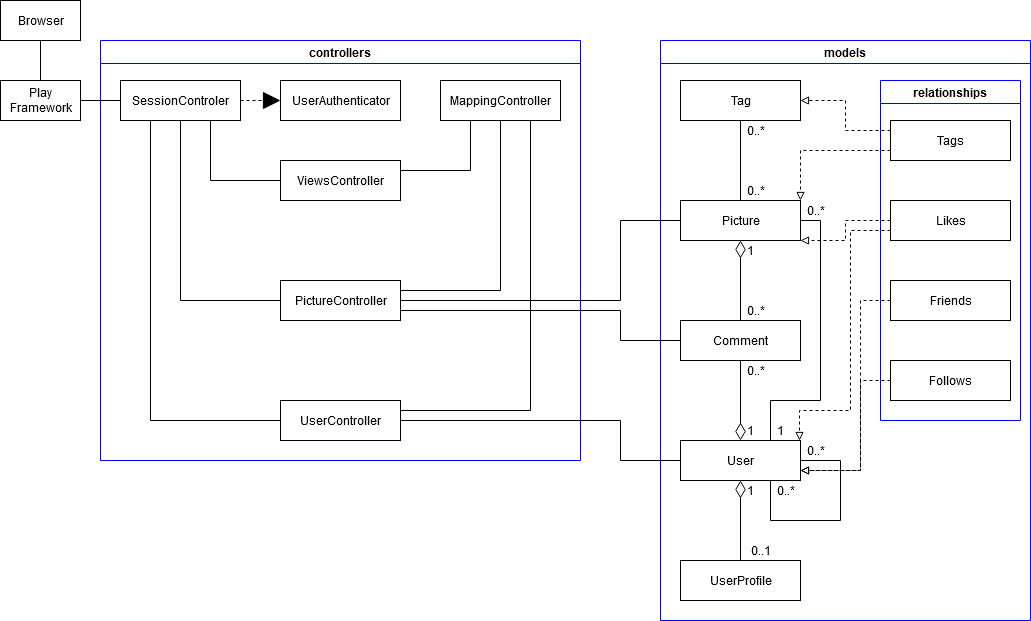 Browser
controllers
models
Play
Framework
SessionControler
UserAuthenticator
MappingController
Tag
relationships
0..*
Tags
ViewsController
0..*
Picture
0..*
Likes
1
PictureController
Friends
0..*
Comment
0..*
Follows
UserController
1
1
User
0..*
1
0..*
0..1
UserProfile